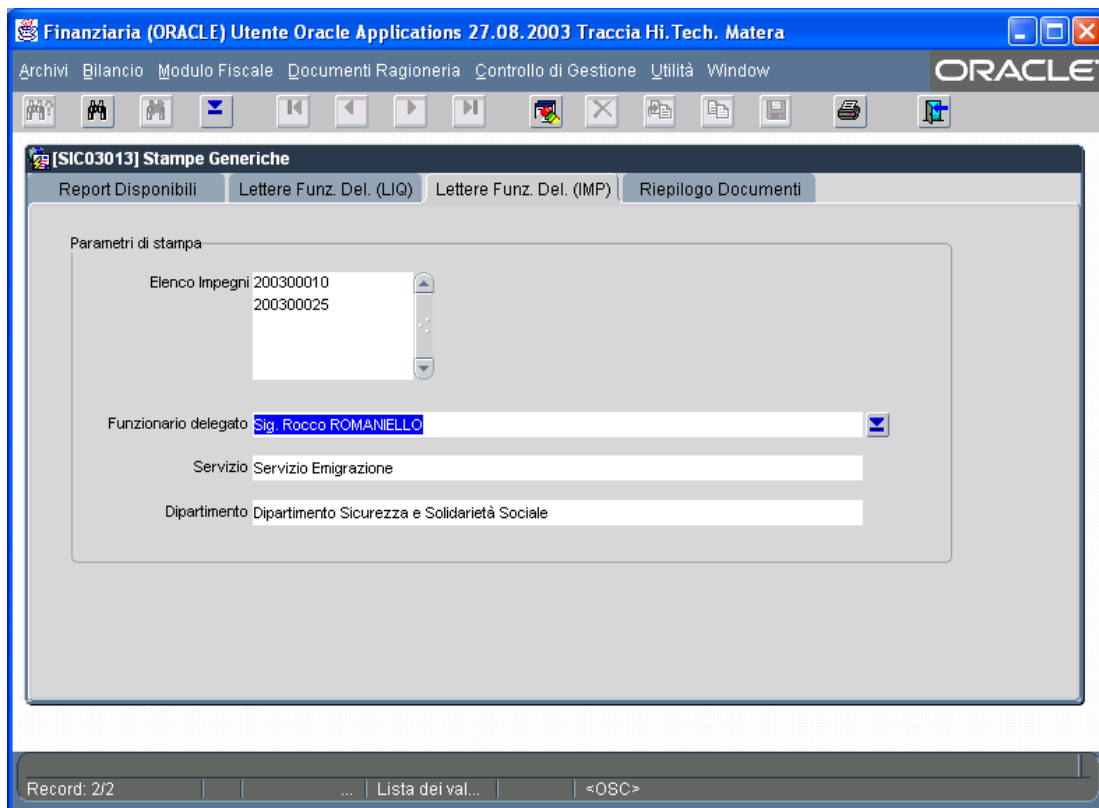 Finanziaria (ORACLE) Utente Oracle Applications 27.08.2003 Traccia Hi.Tech. Matera
Archivi Bilancio Modulo Fiscale Documenti Ragioneria Controllo di Gestione Utilità Window ORACLE
[SIC03013] Stampe Generiche
Report Disponibili Lettere Funz. Del. (LIQ) Lettere Funz. Del. (IMP) Riepilogo Documenti
Parametri di stampa
Elenco Impegni 200300010
200300025
Funzionario delegato Sig. Rocco ROMANIELLO
Servizio Servizio Emigrazione
Dipartimento Dipartimento Sicurezza e Solidarietà Sociale
Record: 2/2 ... Lista dei val... <OSC>